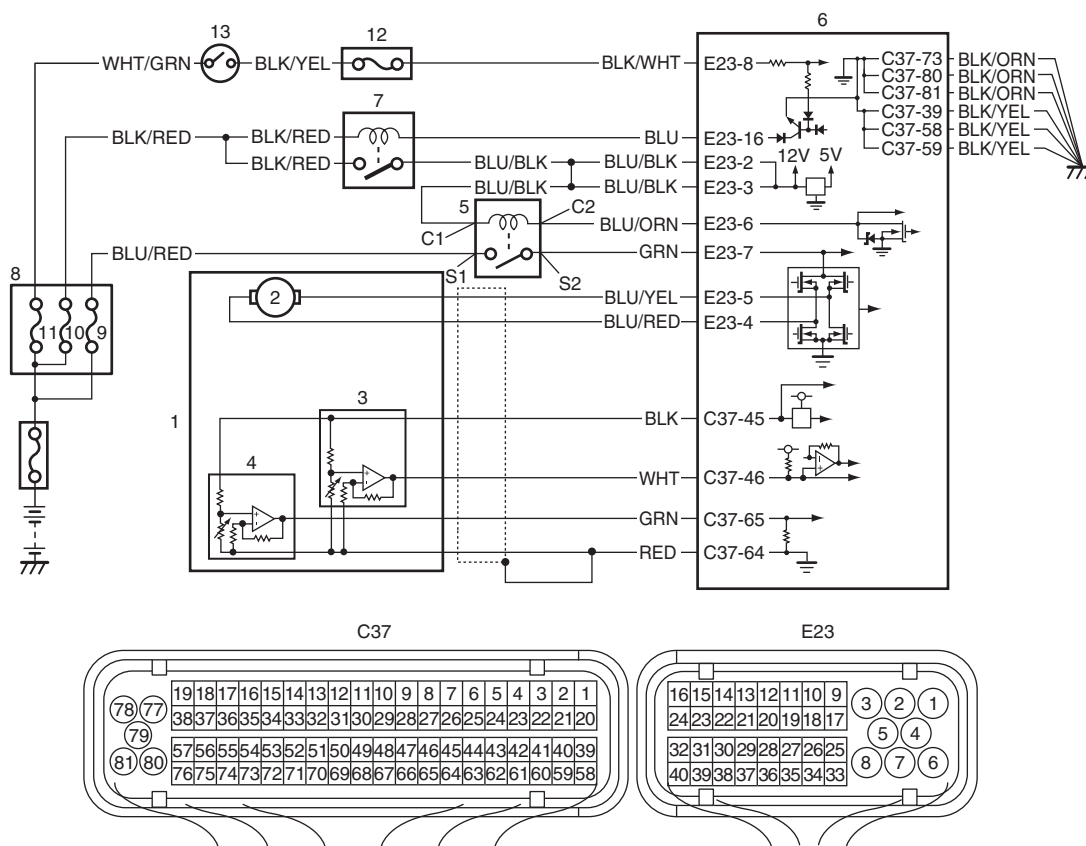 13 12 6
WHT/GRN BLK/YEL BLK/WHT E23-8 C37-73 BLK/ORN
C37-80 BLK/ORN
7 C37-81 BLK/ORN
C37-39 BLK/YEL
BLK/RED BLK/RED BLU E23-16 C37-58 BLK/YEL
BLK/RED BLU/BLK BLU/BLK E23-2 12V 5V C37-59 BLK/YEL
BLU/BLK BLU/BLK E23-3
5 C2
C1 BLU/ORN E23-6
BLU/RED GRN E23-7
8 S1 S2
2 BLU/YEL E23-5
BLU/RED E23-4
11 10 9
3
1 BLK C37-45
4
WHT C37-46
GRN C37-65
RED C37-64
C37 E23
78 77 19 18 17 16 15 14 13 12 11 10 9 8 7 6 5 4 3 2 1
38 37 36 35 34 33 32 31 30 29 28 27 26 25 24 23 22 21 20
79
57 56 55 54 53 52 51 50 49 48 47 46 45 44 43 42 41 40 39
81 80 76 75 74 73 72 71 70 69 68 67 66 65 64 63 62 61 60 59 58
16 15 14 13 12 11 10 9 3 2 1
24 23 22 21 20 19 18 17
5 4
32 31 30 29 28 27 26 25
40 39 38 37 36 35 34 33 8 7 6